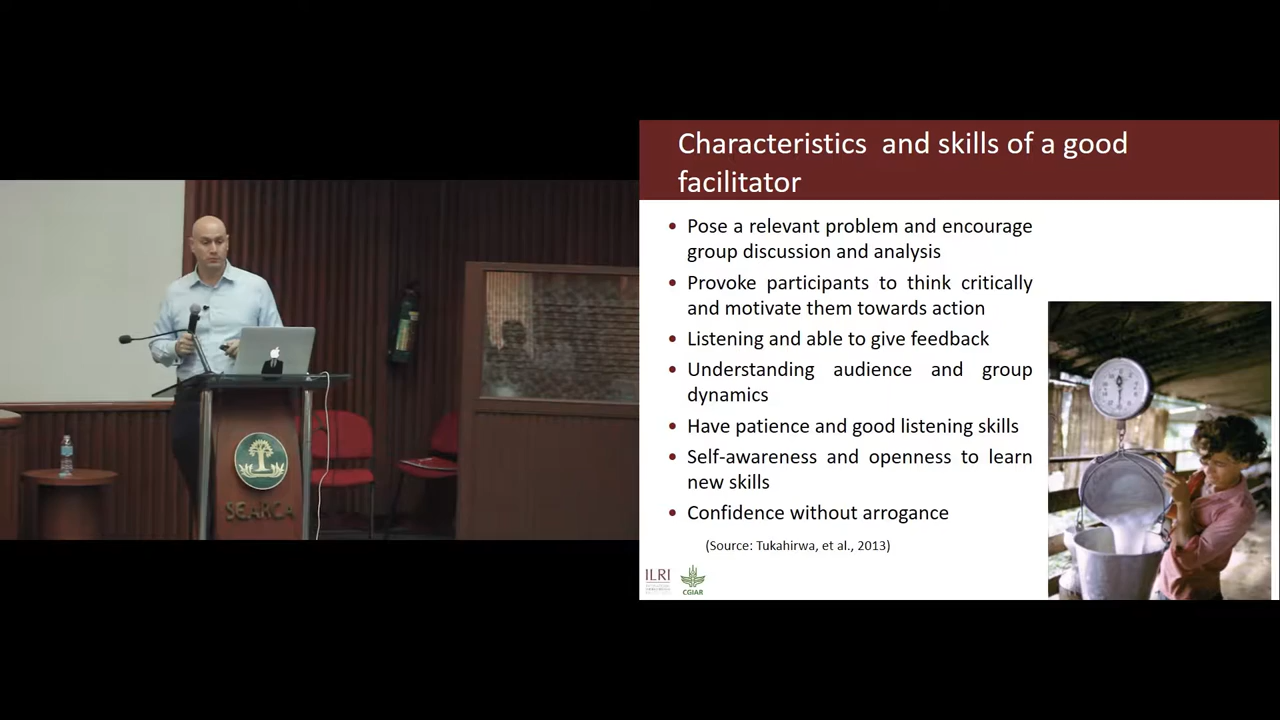 SEARCA
Characteristics and skills of a good
facilitator
• Pose a relevant problem and encourage
group discussion and analysis
• Provoke participants to think critically
and motivate them towards action
• Listening and able to give feedback
• Understanding audience and group
dynamics
• Have patience and good listening skills
• Self-awareness and openness to learn
new skills
• Confidence without arrogance
(Source: Tukahirwa, et al., 2013)
ILRI
CGIAR